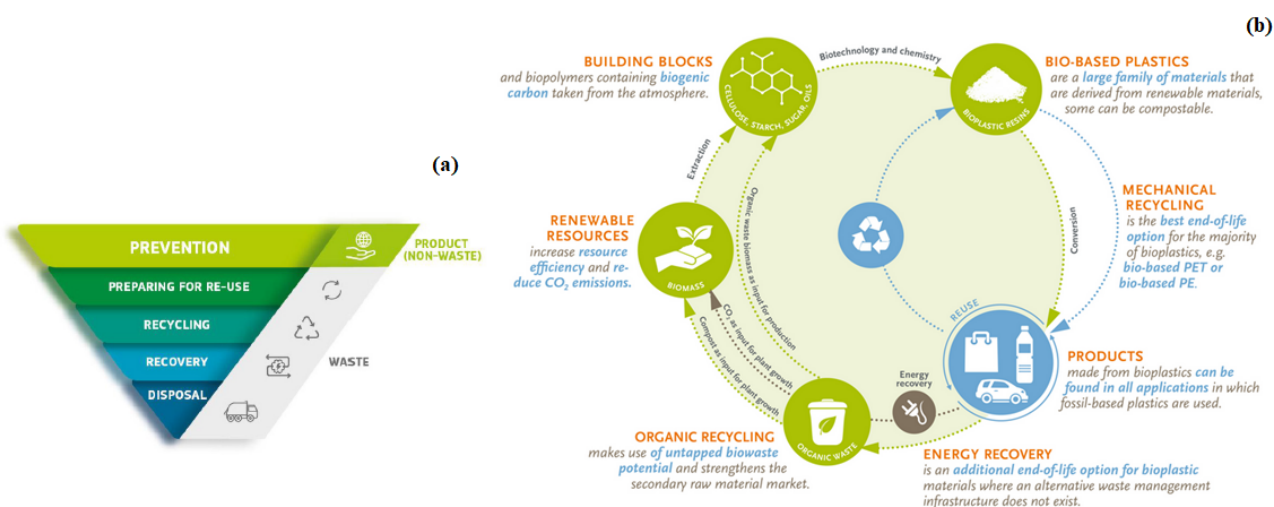 (a)
PREVENTION
PREPARING FOR RE-USE
RECYCLING
RECOVERY
DISPOSAL
PRODUCT
(NON-WASTE)
WASTE
(b)
BUILDING BLOCKS
and biopolymers containing biogenic
carbon taken from the atmosphere.
CELLULOSE, STARCH, SUGAR, OILS
Biotechnology and chemistry
BIOPLASTIC RESINS
BIO-BASED PLASTICS
are a large family of materials that
are derived from renewable materials,
some can be compostable.
Extraction
RENEWABLE
RESOURCES
increase resource
efficiency and re-
duce CO₂ emissions.
BIOMASS
Organic waste biomass as input for production
CO₂ as input for plant growth
Compost as input for plant growth
Conversion
MECHANICAL
RECYCLING
is the best end-of-life
option for the majority
of bioplastics, e.g.
bio-based PET or
bio-based PE.
REUSE
PRODUCTS
made from bioplastics can be
found in all applications in which
fossil-based plastics are used.
Energy
recovery
ORGANIC WASTE
ORGANIC RECYCLING
makes use of untapped biowaste
potential and strengthens the
secondary raw material market.
ENERGY RECOVERY
is an additional end-of-life option for bioplastic
materials where an alternative waste management
infrastructure does not exist.